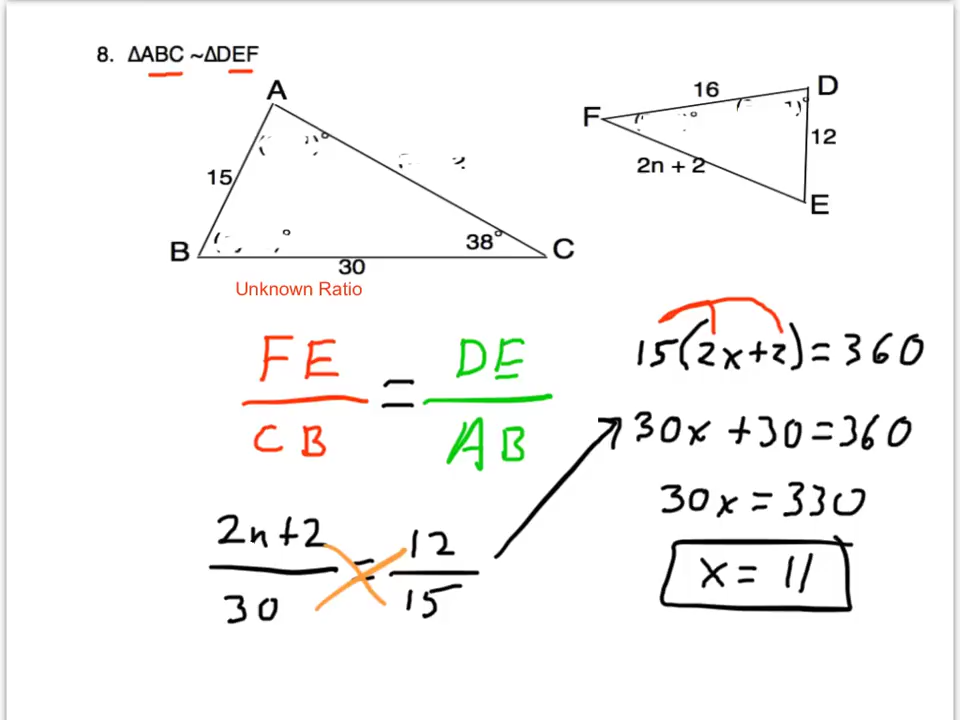 8. ΔABC ~ΔDEF
A
15
B
30
38°
C
F
16
D
12
2n + 2
E
Unknown Ratio
FE
CB
=
DE
AB
2n+2
30
=
12
15
15(2x+2)=360
30x +30=360
30x = 330
x = 11